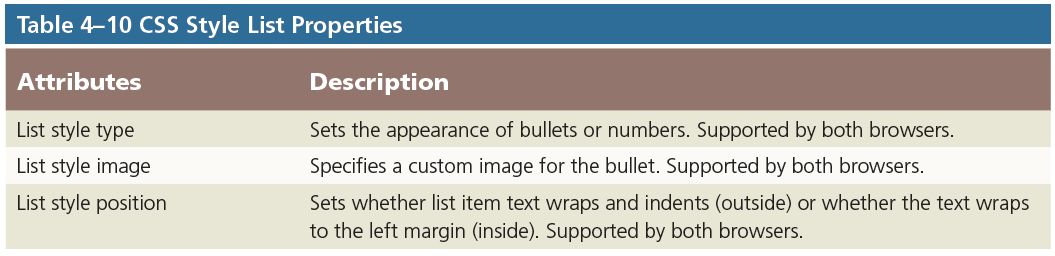 Table 4–10 CSS Style List Properties
Attributes Description
List style type Sets the appearance of bullets or numbers. Supported by both browsers.
List style image Specifies a custom image for the bullet. Supported by both browsers.
List style position Sets whether list item text wraps and indents (outside) or whether the text wraps
to the left margin (inside). Supported by both browsers.